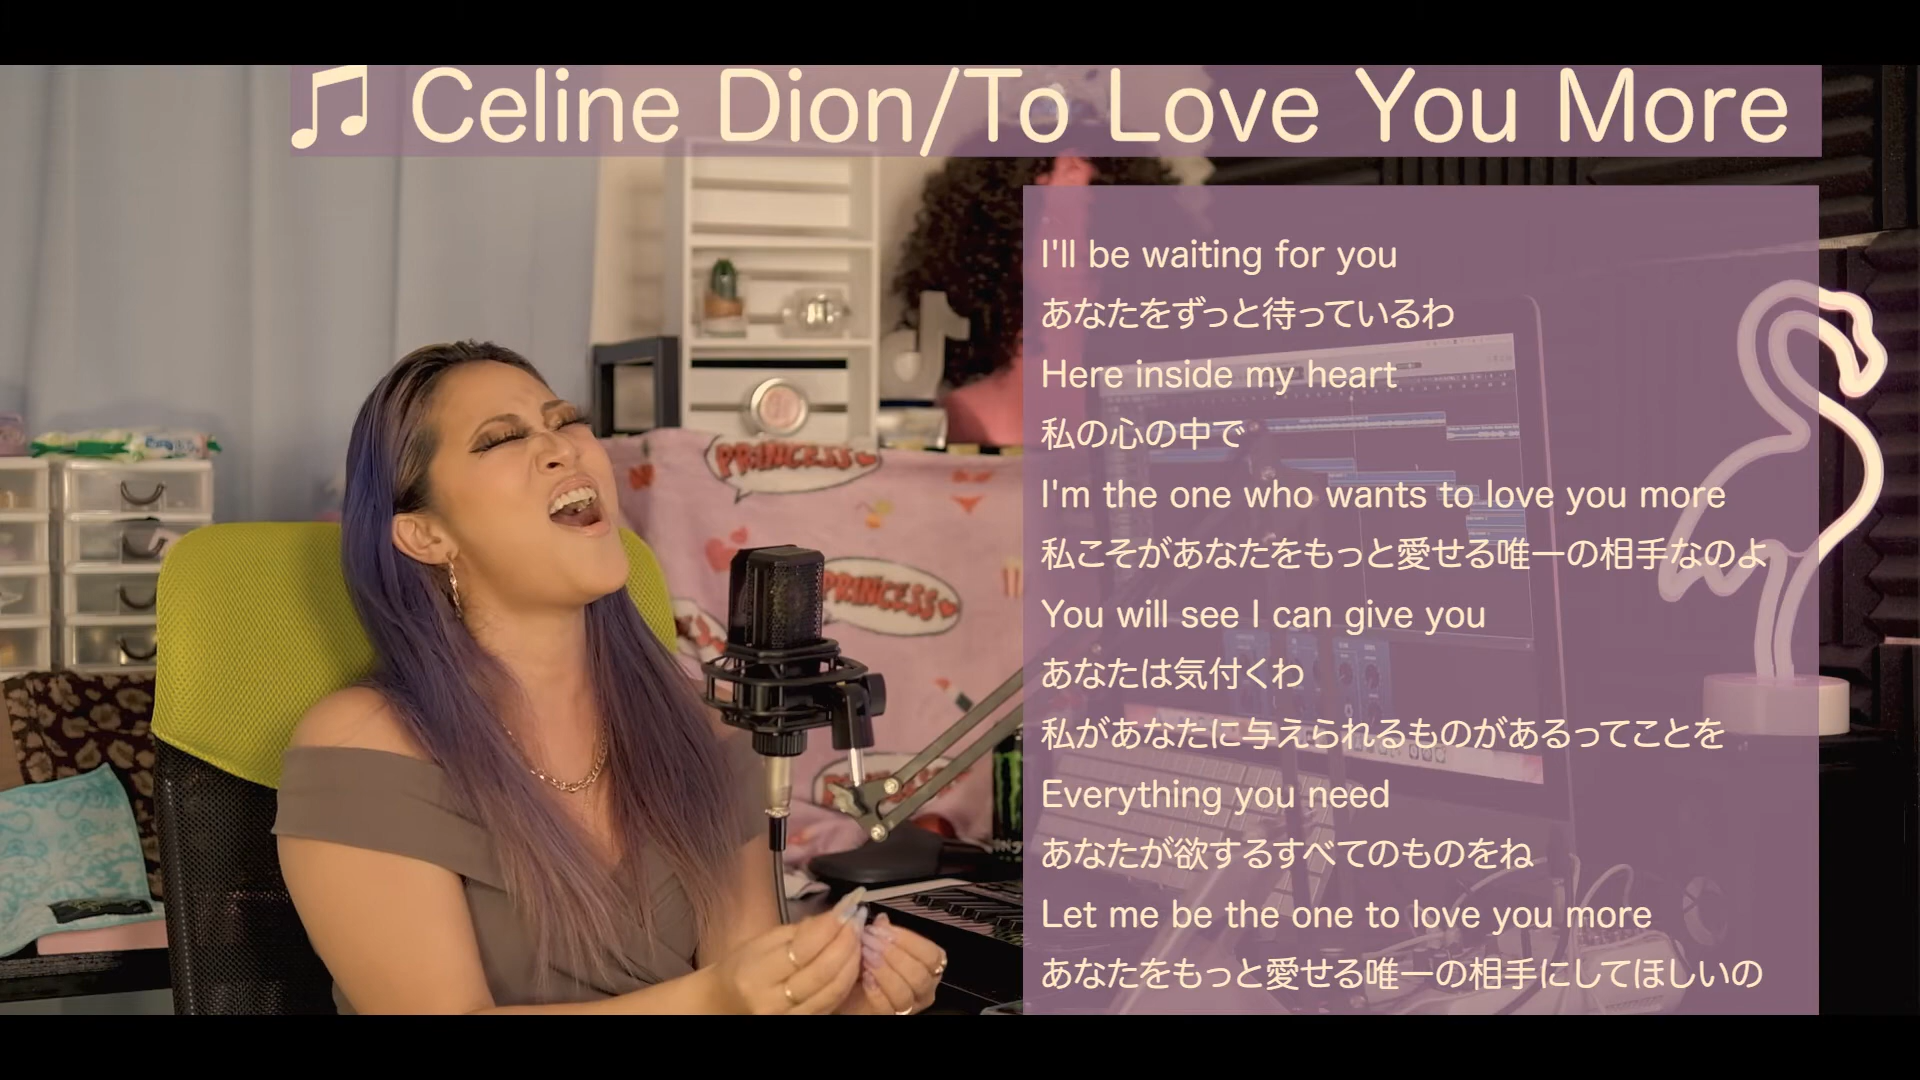 ♫ Celine Dion/To Love You More
I'll be waiting for you
あなたをずっと待っているわ
Here inside my heart
私の心の中で
I'm the one who wants to love you more
私こそがあなたをもっと愛せる唯一の相手なのよ
You will see I can give you
あなたは気付くわ
私があなたに与えられるものがあるってことを
Everything you need
あなたが欲するすべてのものをね
Let me be the one to love you more
あなたをもっと愛せる唯一の相手にしてほしいの
PRINCESS
PRINCESS